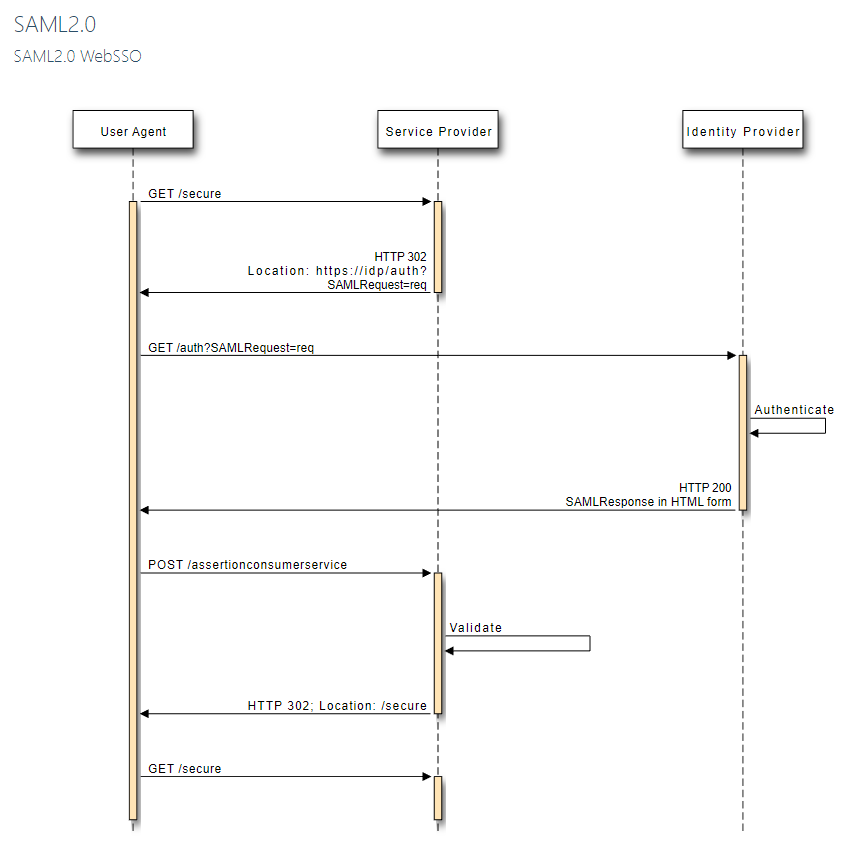 SAML2.0
SAML2.0 WebSSO
User Agent
Service Provider
Identity Provider
GET /secure
HTTP 302
Location: https://idp/auth?
SAMLRequest=req
GET /auth?SAMLRequest=req
Authenticate
HTTP 200
SAMLResponse in HTML form
POST /assertionconsumerservice
Validate
HTTP 302; Location: /secure
GET /secure